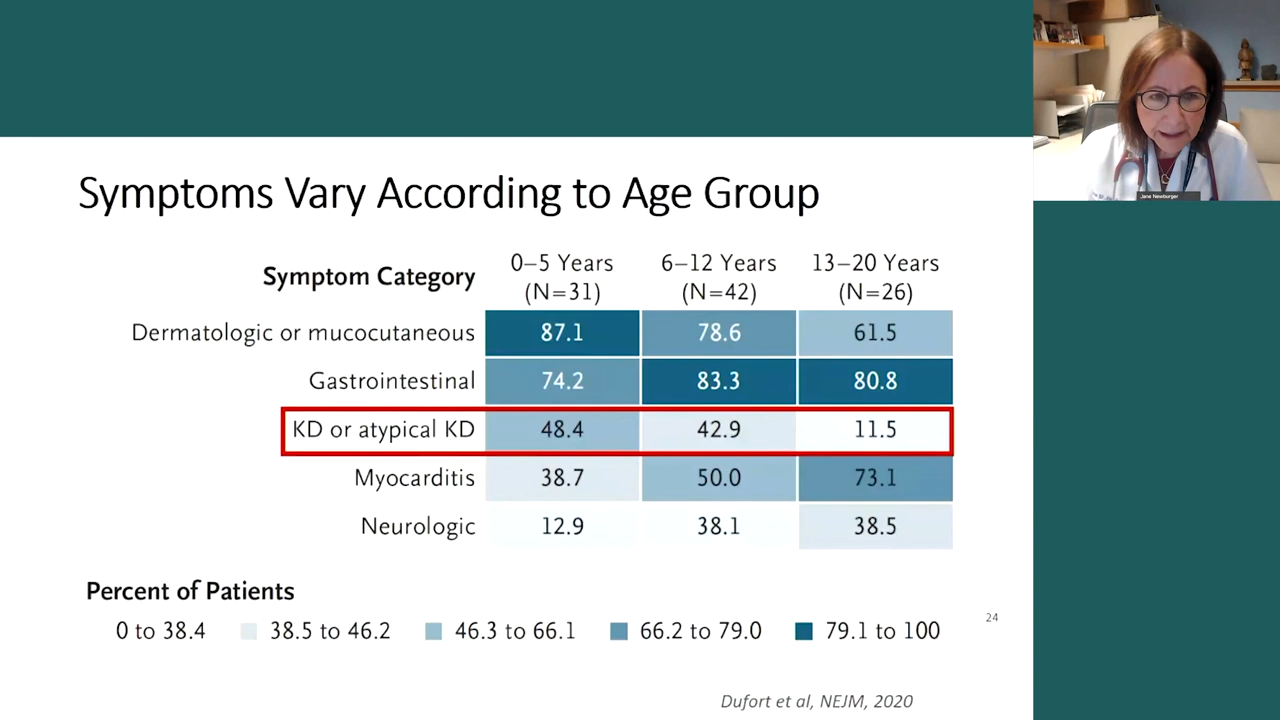 Jane Newburger
Symptoms Vary According to Age Group
Symptom Category 0–5 Years (N=31) 6–12 Years (N=42) 13–20 Years (N=26)
Dermatologic or mucocutaneous 87.1 78.6 61.5
Gastrointestinal 74.2 83.3 80.8
KD or atypical KD 48.4 42.9 11.5
Myocarditis 38.7 50.0 73.1
Neurologic 12.9 38.1 38.5
Percent of Patients
0 to 38.4 38.5 to 46.2 46.3 to 66.1 66.2 to 79.0 79.1 to 100
24
Dufort et al, NEJM, 2020